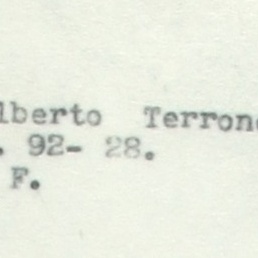 lberto Terron
. 92- 28.
F.